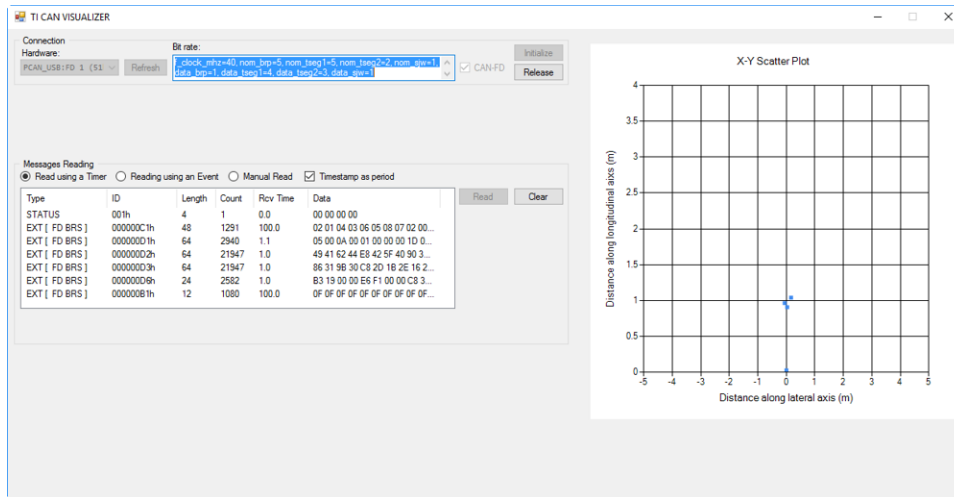 TI CAN VISUALIZER
Connection
Hardware:
PCAN_USB:FD 1 (51
Refresh
Bit rate:
f_clock_mhz=40, nom_brp=5, nom_tseg1=5, nom_tseg2=2, nom_sjw=1,
data_brp=1, data_tseg1=4, data_tseg2=3, data_sjw=1
CAN-FD
Initialize
Release
Messages Reading
Read using a Timer Reading using an Event Manual Read Timestamp as period
Read
Clear
Type ID Length Count Rcv Time Data
STATUS 001h 4 1 0.0 00 00 00 00
EXT [ FD BRS ] 000000C1h 48 1291 100.0 02 01 04 03 06 05 08 07 02 00...
EXT [ FD BRS ] 000000D1h 64 2940 1.1 05 00 0A 00 01 00 00 00 1D 0...
EXT [ FD BRS ] 000000D2h 64 21947 1.0 49 41 62 44 E8 42 5F 40 90 3...
EXT [ FD BRS ] 000000D3h 64 21947 1.0 86 31 9B 30 C8 2D 1B 2E 16 2...
EXT [ FD BRS ] 000000D6h 24 2582 1.0 B3 19 00 00 E6 F1 00 00 C8 3...
EXT [ FD BRS ] 000000B1h 12 1080 100.0 0F 0F 0F 0F 0F 0F 0F 0F 0F 0F...
X-Y Scatter Plot
Distance along longitudinal aixs (m)
4
3.5
3
2.5
2
1.5
1
0.5
0
-5 -4 -3 -2 -1 0 1 2 3 4 5
Distance along lateral axis (m)